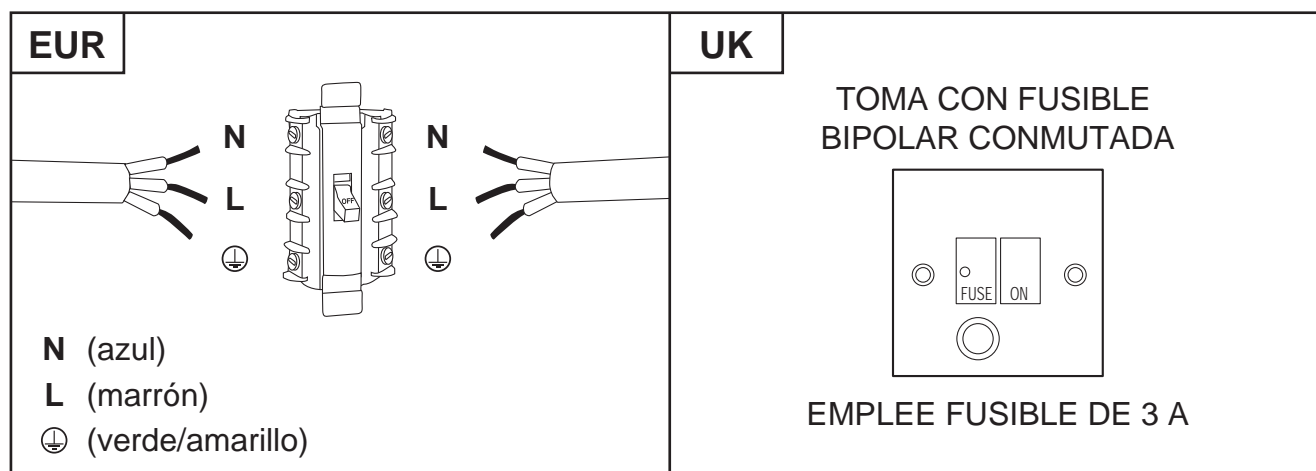 EUR
N
N
L
L
OFF
N (azul)
L (marrón)
(verde/amarillo)
UK
TOMA CON FUSIBLE
BIPOLAR CONMUTADA
FUSE
ON
EMPLEE FUSIBLE DE 3 A